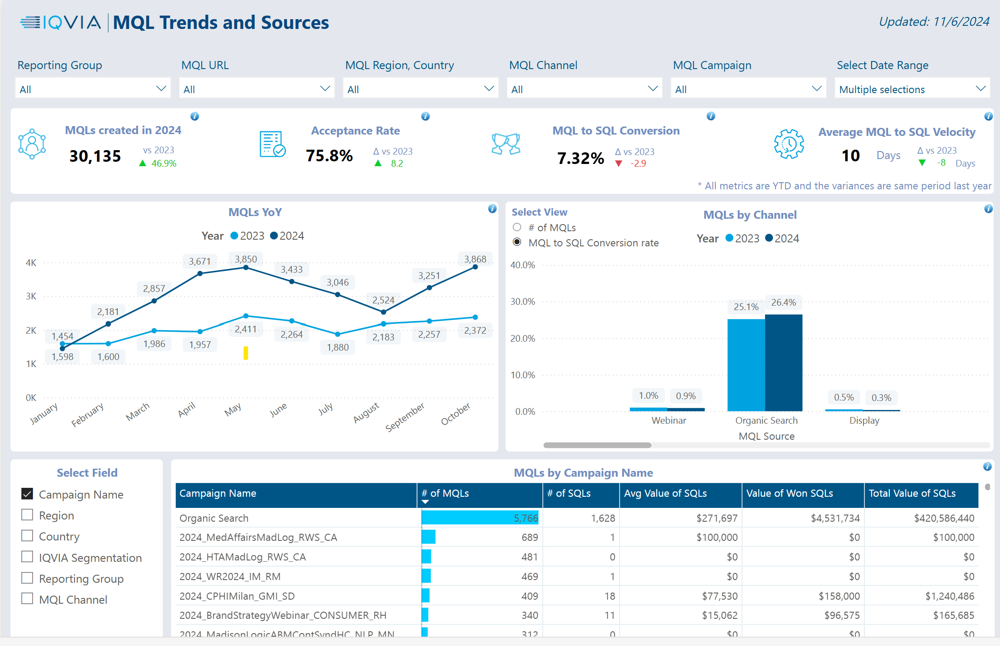 IQVIA MQL Trends and Sources
Updated: 11/6/2024
Reporting Group
MQL URL
MQL Region, Country
MQL Channel
MQL Campaign
Select Date Range
All
All
All
All
All
Multiple selections
MQLs created in 2024
30,135
vs 2023
▲ 46.9%
Acceptance Rate
75.8%
Δ vs 2023
▲ 8.2
MQL to SQL Conversion
7.32%
Δ vs 2023
▼ -2.9
Average MQL to SQL Velocity
10 Days
Δ vs 2023
▼ -8 Days
* All metrics are YTD and the variances are same period last year
MQLs YoY
Year 2023 2024
4K
3K
2K
1K
0K
1,454
2,181
2,857
3,671
3,850
3,433
3,046
2,524
3,251
3,868
1,598
1,600
1,986
1,957
2,411
2,264
1,880
2,183
2,257
2,372
January
February
March
April
May
June
July
August
September
October
Select View
# of MQLs
MQL to SQL Conversion rate
MQLs by Channel
Year 2023 2024
40.0%
30.0%
20.0%
10.0%
0.0%
1.0%
0.9%
25.1%
26.4%
0.5%
0.3%
Webinar
Organic Search
Display
MQL Source
Select Field
Campaign Name
Region
Country
IQVIA Segmentation
Reporting Group
MQL Channel
MQLs by Campaign Name
Campaign Name # of MQLs # of SQLs Avg Value of SQLs Value of Won SQLs Total Value of SQLs
Organic Search 5,766 1,628 $271,697 $4,531,734 $420,586,440
2024_MedAffairsMadLog_RWS_CA 689 1 $100,000 $0 $100,000
2024_HTAMadLog_RWS_CA 481 0 $0 $0 $0
2024_WR2024_IM_RM 469 1 $0 $0 $0
2024_CPHIMilan_GMI_SD 409 18 $77,530 $158,000 $1,240,486
2024_BrandStrategyWebinar_CONSUMER_RH 340 11 $15,062 $96,575 $165,685
2024_MadisonLogicABMContSyndHC_NLP_MN 312 0 $0 $0 $0